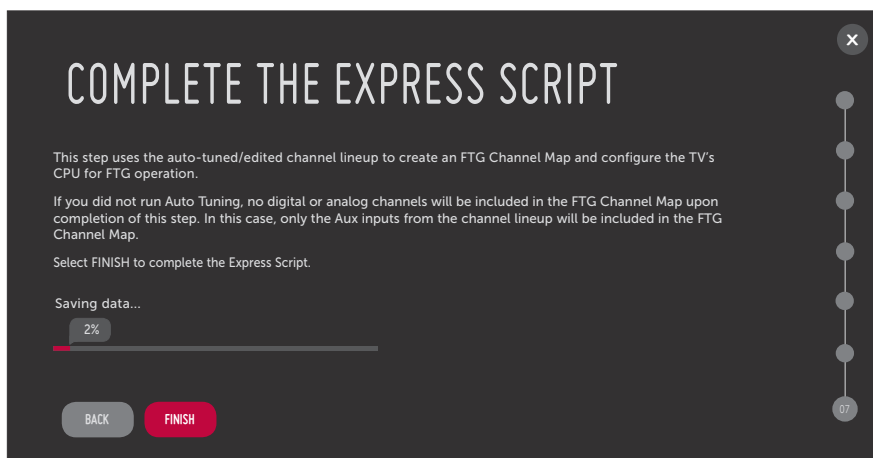 X
COMPLETE THE EXPRESS SCRIPT
This step uses the auto-tuned/edited channel lineup to create an FTG Channel Map and configure the TV's
CPU for FTG operation.
If you did not run Auto Tuning, no digital or analog channels will be included in the FTG Channel Map upon
completion of this step. In this case, only the Aux inputs from the channel lineup will be included in the FTG
Channel Map.
Select FINISH to complete the Express Script.
Saving data...
2%
BACK FINISH
07